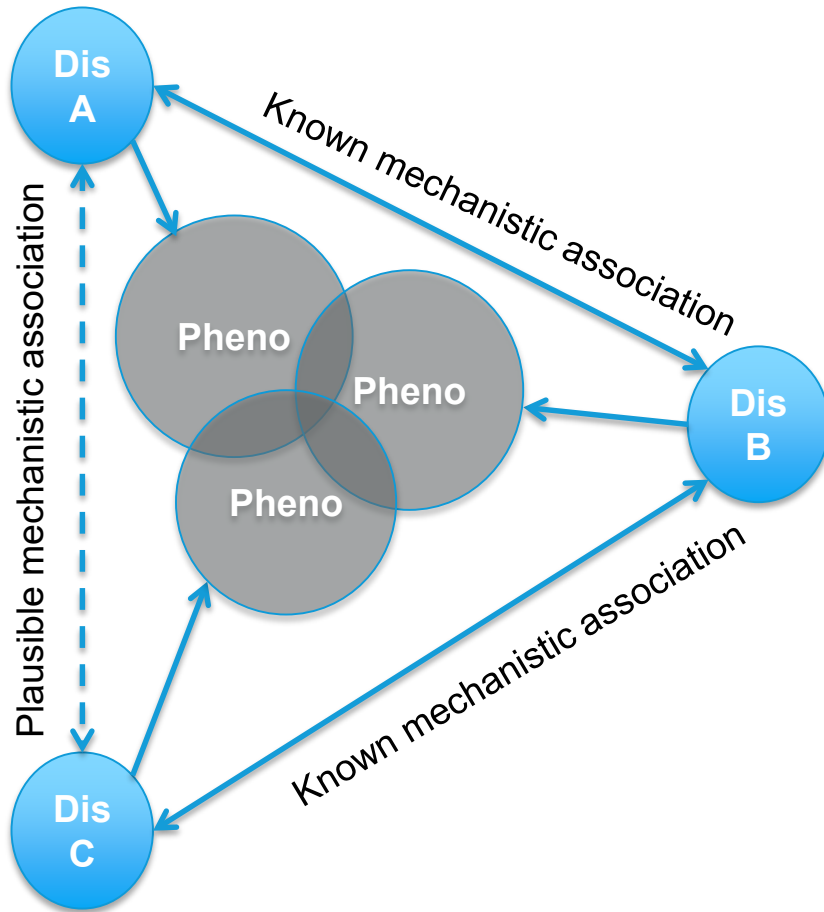 Dis
A
Known mechanistic association
Plausible mechanistic association
Pheno
Pheno
Dis
B
Pheno
Known mechanistic association
Dis
C